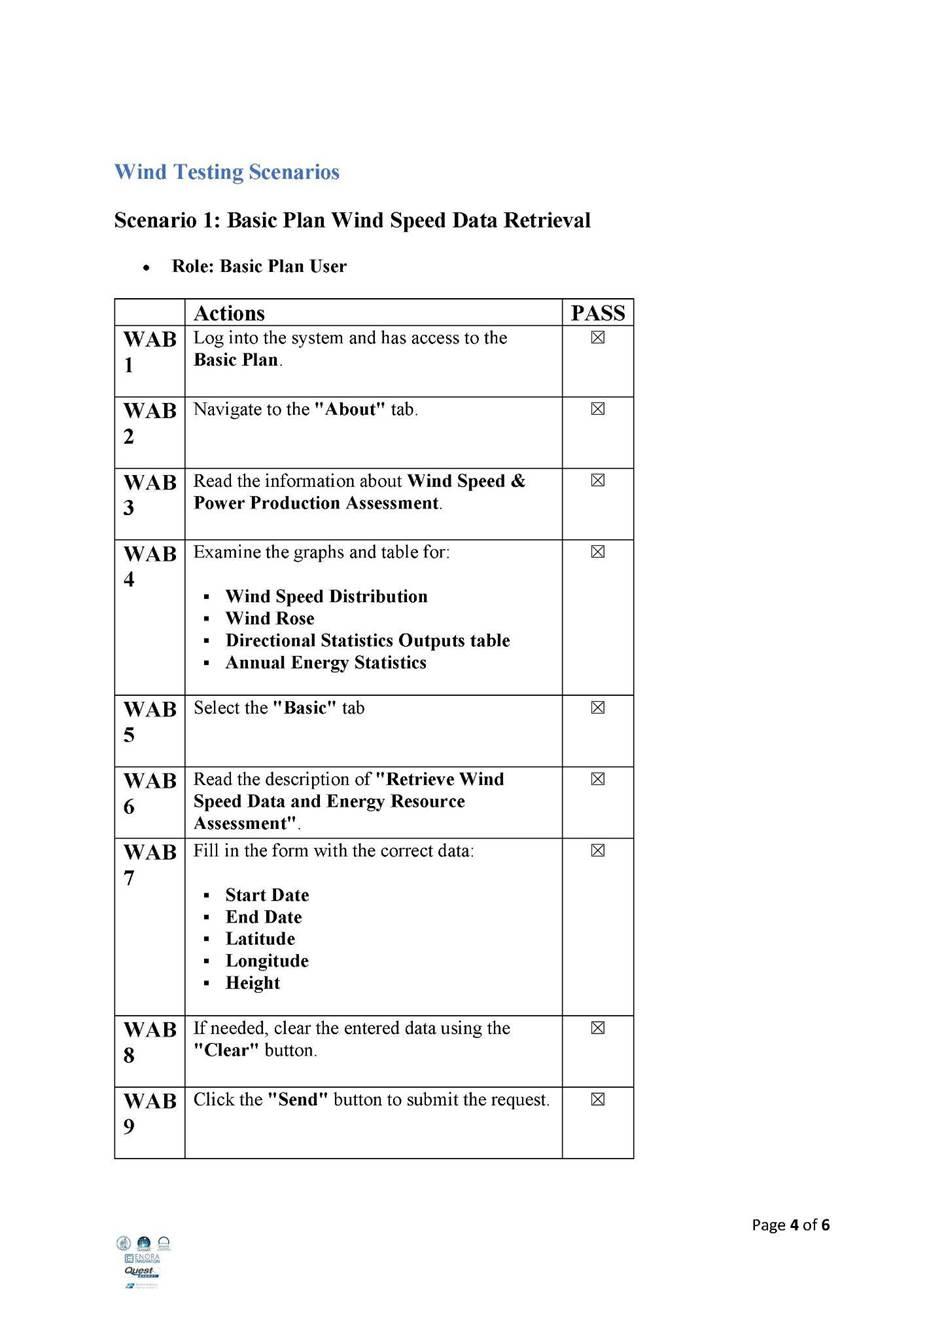 Wind Testing Scenarios
Scenario 1: Basic Plan Wind Speed Data Retrieval
• Role: Basic Plan User
Actions PASS
WAB 1 Log into the system and has access to the ☒
Basic Plan.
WAB 2 Navigate to the "About" tab. ☒
WAB 3 Read the information about Wind Speed & ☒
Power Production Assessment.
WAB 4 Examine the graphs and table for: ☒
▪ Wind Speed Distribution
▪ Wind Rose
▪ Directional Statistics Outputs table
▪ Annual Energy Statistics
WAB 5 Select the "Basic" tab ☒
WAB 6 Read the description of "Retrieve Wind ☒
Speed Data and Energy Resource
Assessment".
WAB 7 Fill in the form with the correct data: ☒
▪ Start Date
▪ End Date
▪ Latitude
▪ Longitude
▪ Height
WAB 8 If needed, clear the entered data using the ☒
"Clear" button.
WAB 9 Click the "Send" button to submit the request. ☒
Page 4 of 6
ENORA
INNOVATION
Quest
ENERGY